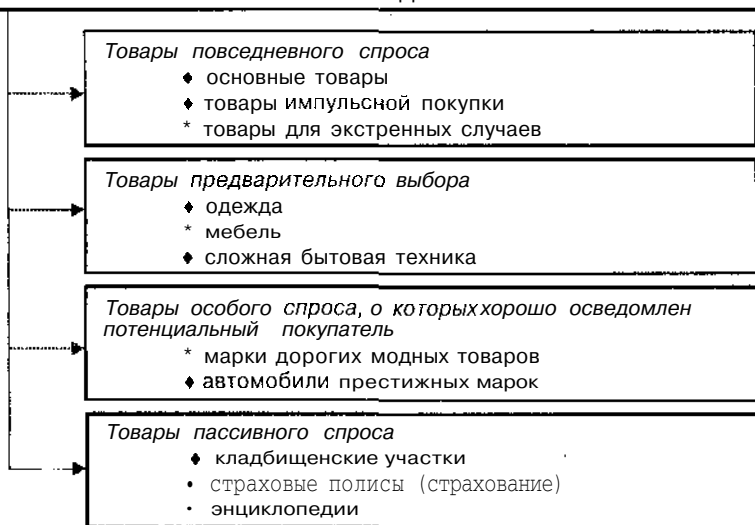 Товары повседневного спроса
♦ основные товары
♦ товары импульсной покупки
* товары для экстренных случаев
Товары предварительного выбора
♦ одежда
* мебель
♦ сложная бытовая техника
Товары особого спроса, о которых хорошо осведомлен
потенциальный покупатель
* марки дорогих модных товаров
♦ автомобили престижных марок
Товары пассивного спроса
♦ кладбищенские участки
• страховые полисы (страхование)
• энциклопедии